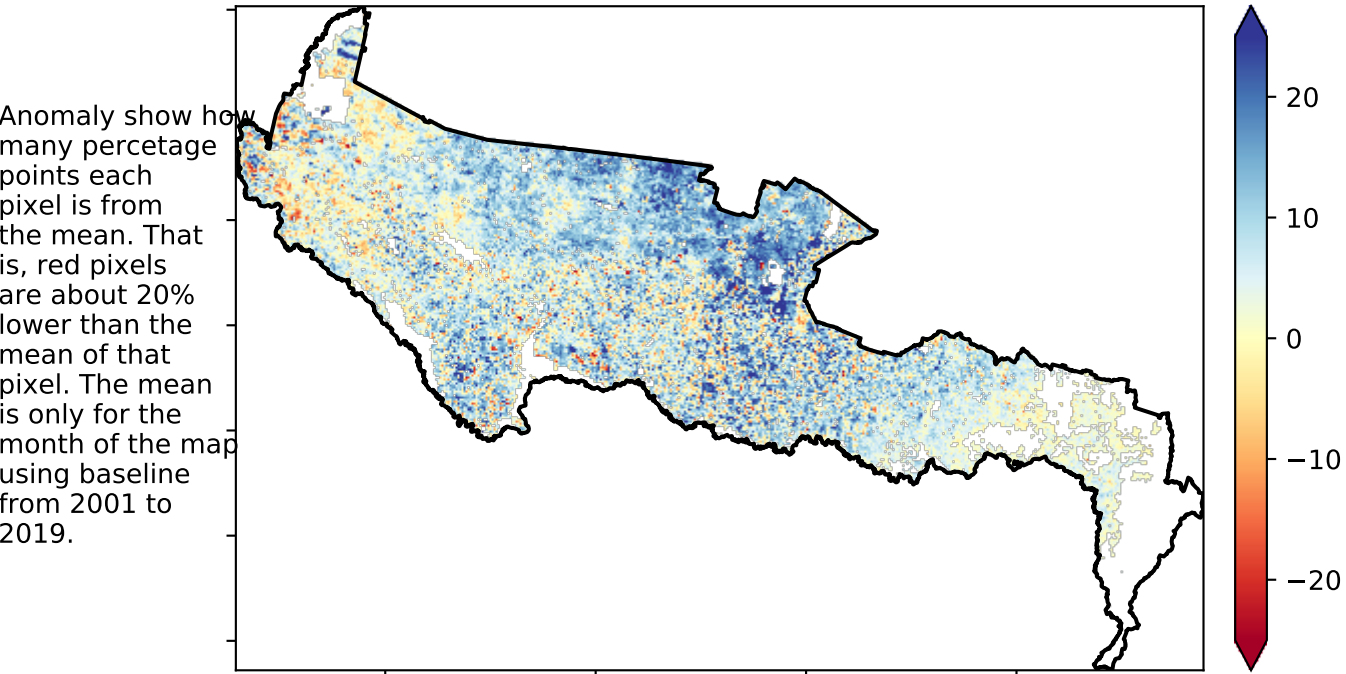 Anomaly show how
many percetage
points each
pixel is from
the mean. That
is, red pixels
are about 20%
lower than the
mean of that
pixel. The mean
is only for the
month of the map
using baseline
from 2001 to
2019.
20
10
0
−10
−20